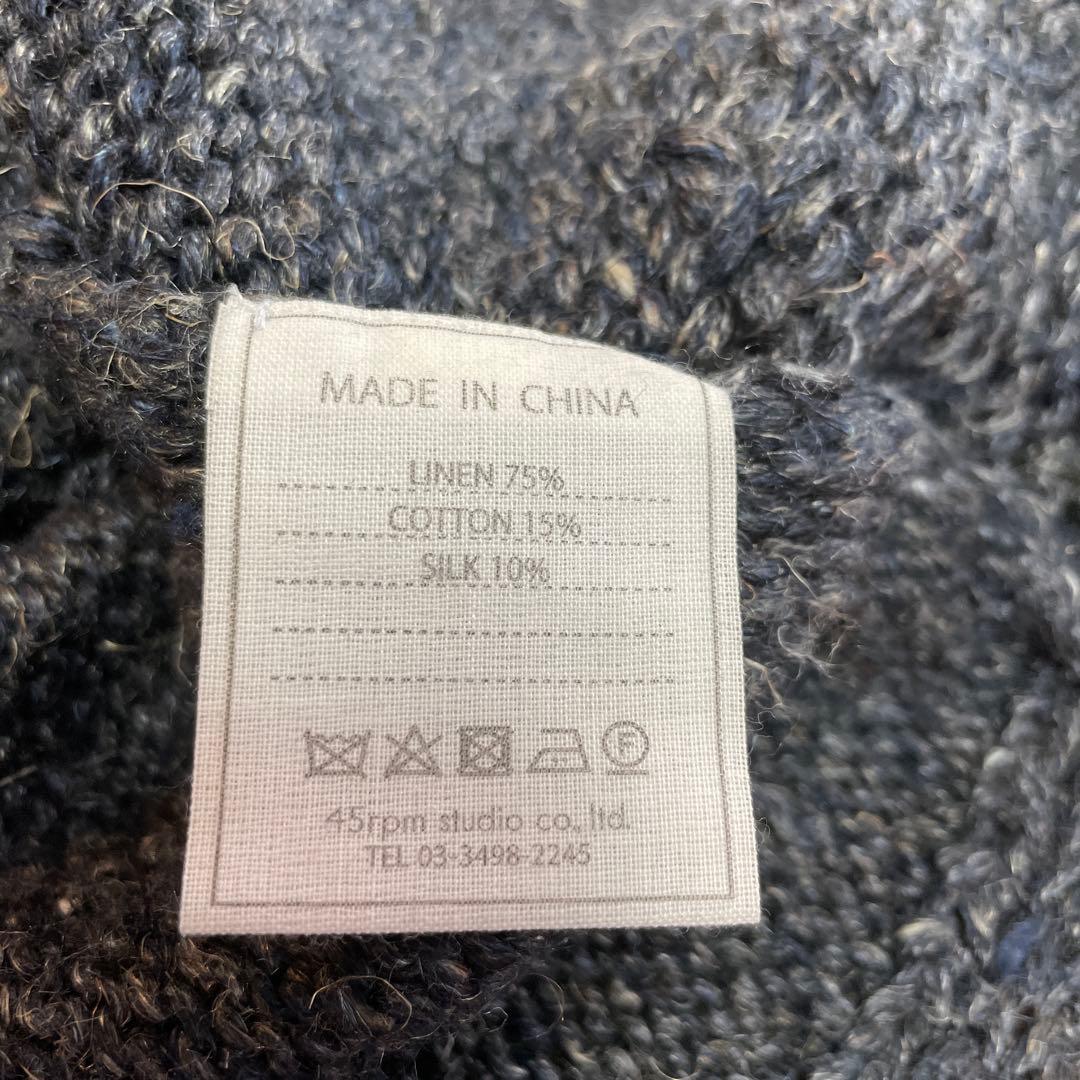 MADE IN CHINA
LINEN 75%
COTTON 15%
SILK 10%
F
45rpm studio co., ltd.
TEL 03-3498-2245